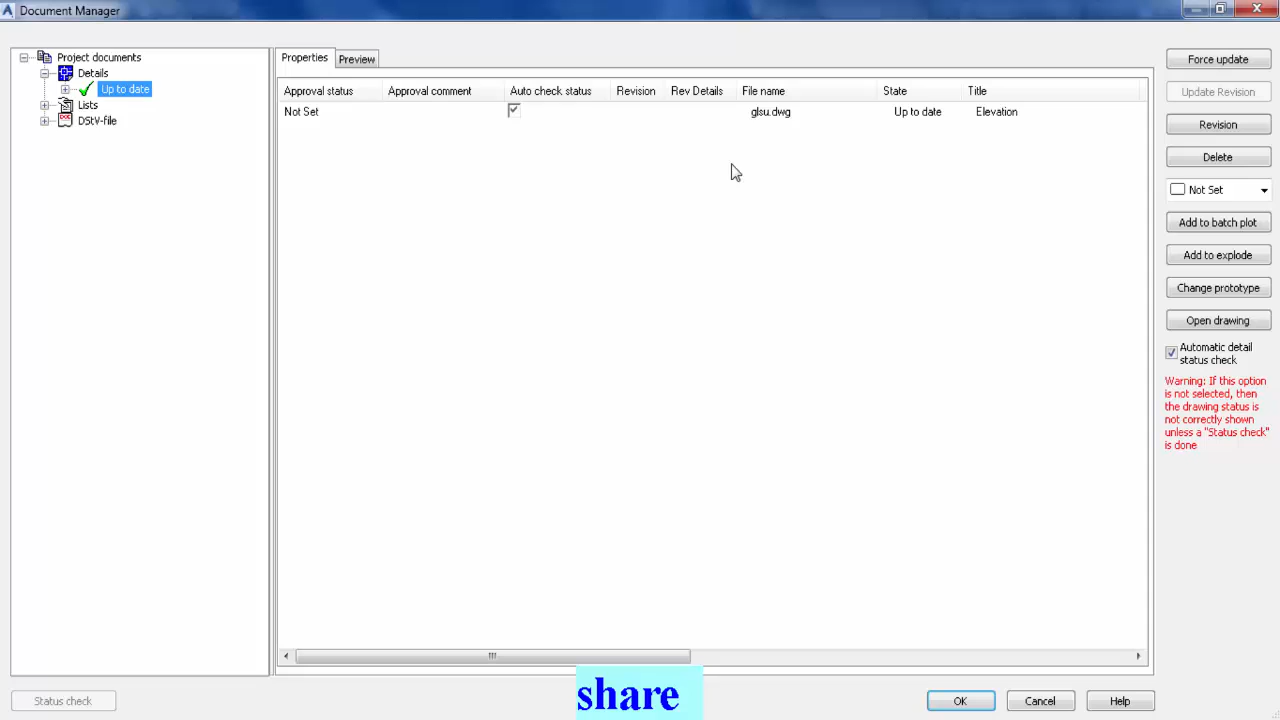 Document Manager
Project documents
Details
Up to date
Lists
DStV-file
Properties
Preview
Approval status
Approval comment
Auto check status
Revision
Rev Details
File name
State
Title
Not Set
glsu.dwg
Up to date
Elevation
Force update
Update Revision
Revision
Delete
Not Set
Add to batch plot
Add to explode
Change prototype
Open drawing
Automatic detail
status check
Warning: If this option
is not selected, then
the drawing status is
not correctly shown
unless a "Status check"
is done
Status check
share
OK
Cancel
Help